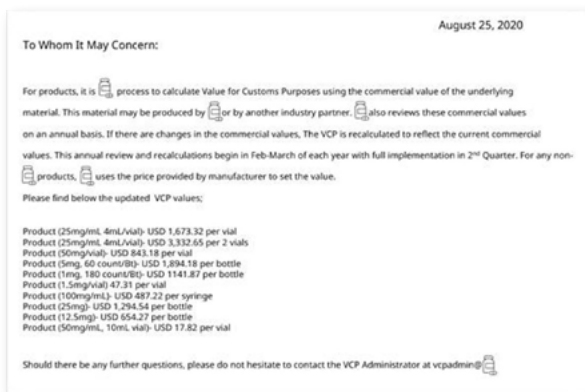 August 25, 2020
To Whom It May Concern:
For products, it is process to calculate Value for Customs Purposes using the commercial value of the underlying
material. This material may be produced by or by another industry partner. also reviews these commercial values
on an annual basis. If there are changes in the commercial values, The VCP is recalculated to reflect the current commercial
values. This annual review and recalculations begin in Feb-March of each year with full implementation in 2nd Quarter. For any non-
products, uses the price provided by manufacturer to set the value.
Please find below the updated VCP values;
Product (25mg/mL 4mL/vial)- USD 1,673.32 per vial
Product (25mg/mL 4mL/vial)- USD 3,332.65 per 2 vials
Product (50mg/vial)- USD 843.18 per vial
Product (5mg, 60 count/Bt)- USD 1,894.18 per bottle
Product (1mg, 180 count/Bt)- USD 1141.87 per bottle
Product (1.5mg/vial) 47.31 per vial
Product (100mg/mL)- USD 487.22 per syringe
Product (25mg)- USD 1,294.54 per bottle
Product (12.5mg)- USD 654.27 per bottle
Product (50mg/mL, 10mL vial)- USD 17.82 per vial
Should there be any further questions, please do not hesitate to contact the VCP Administrator at vcpadmin@